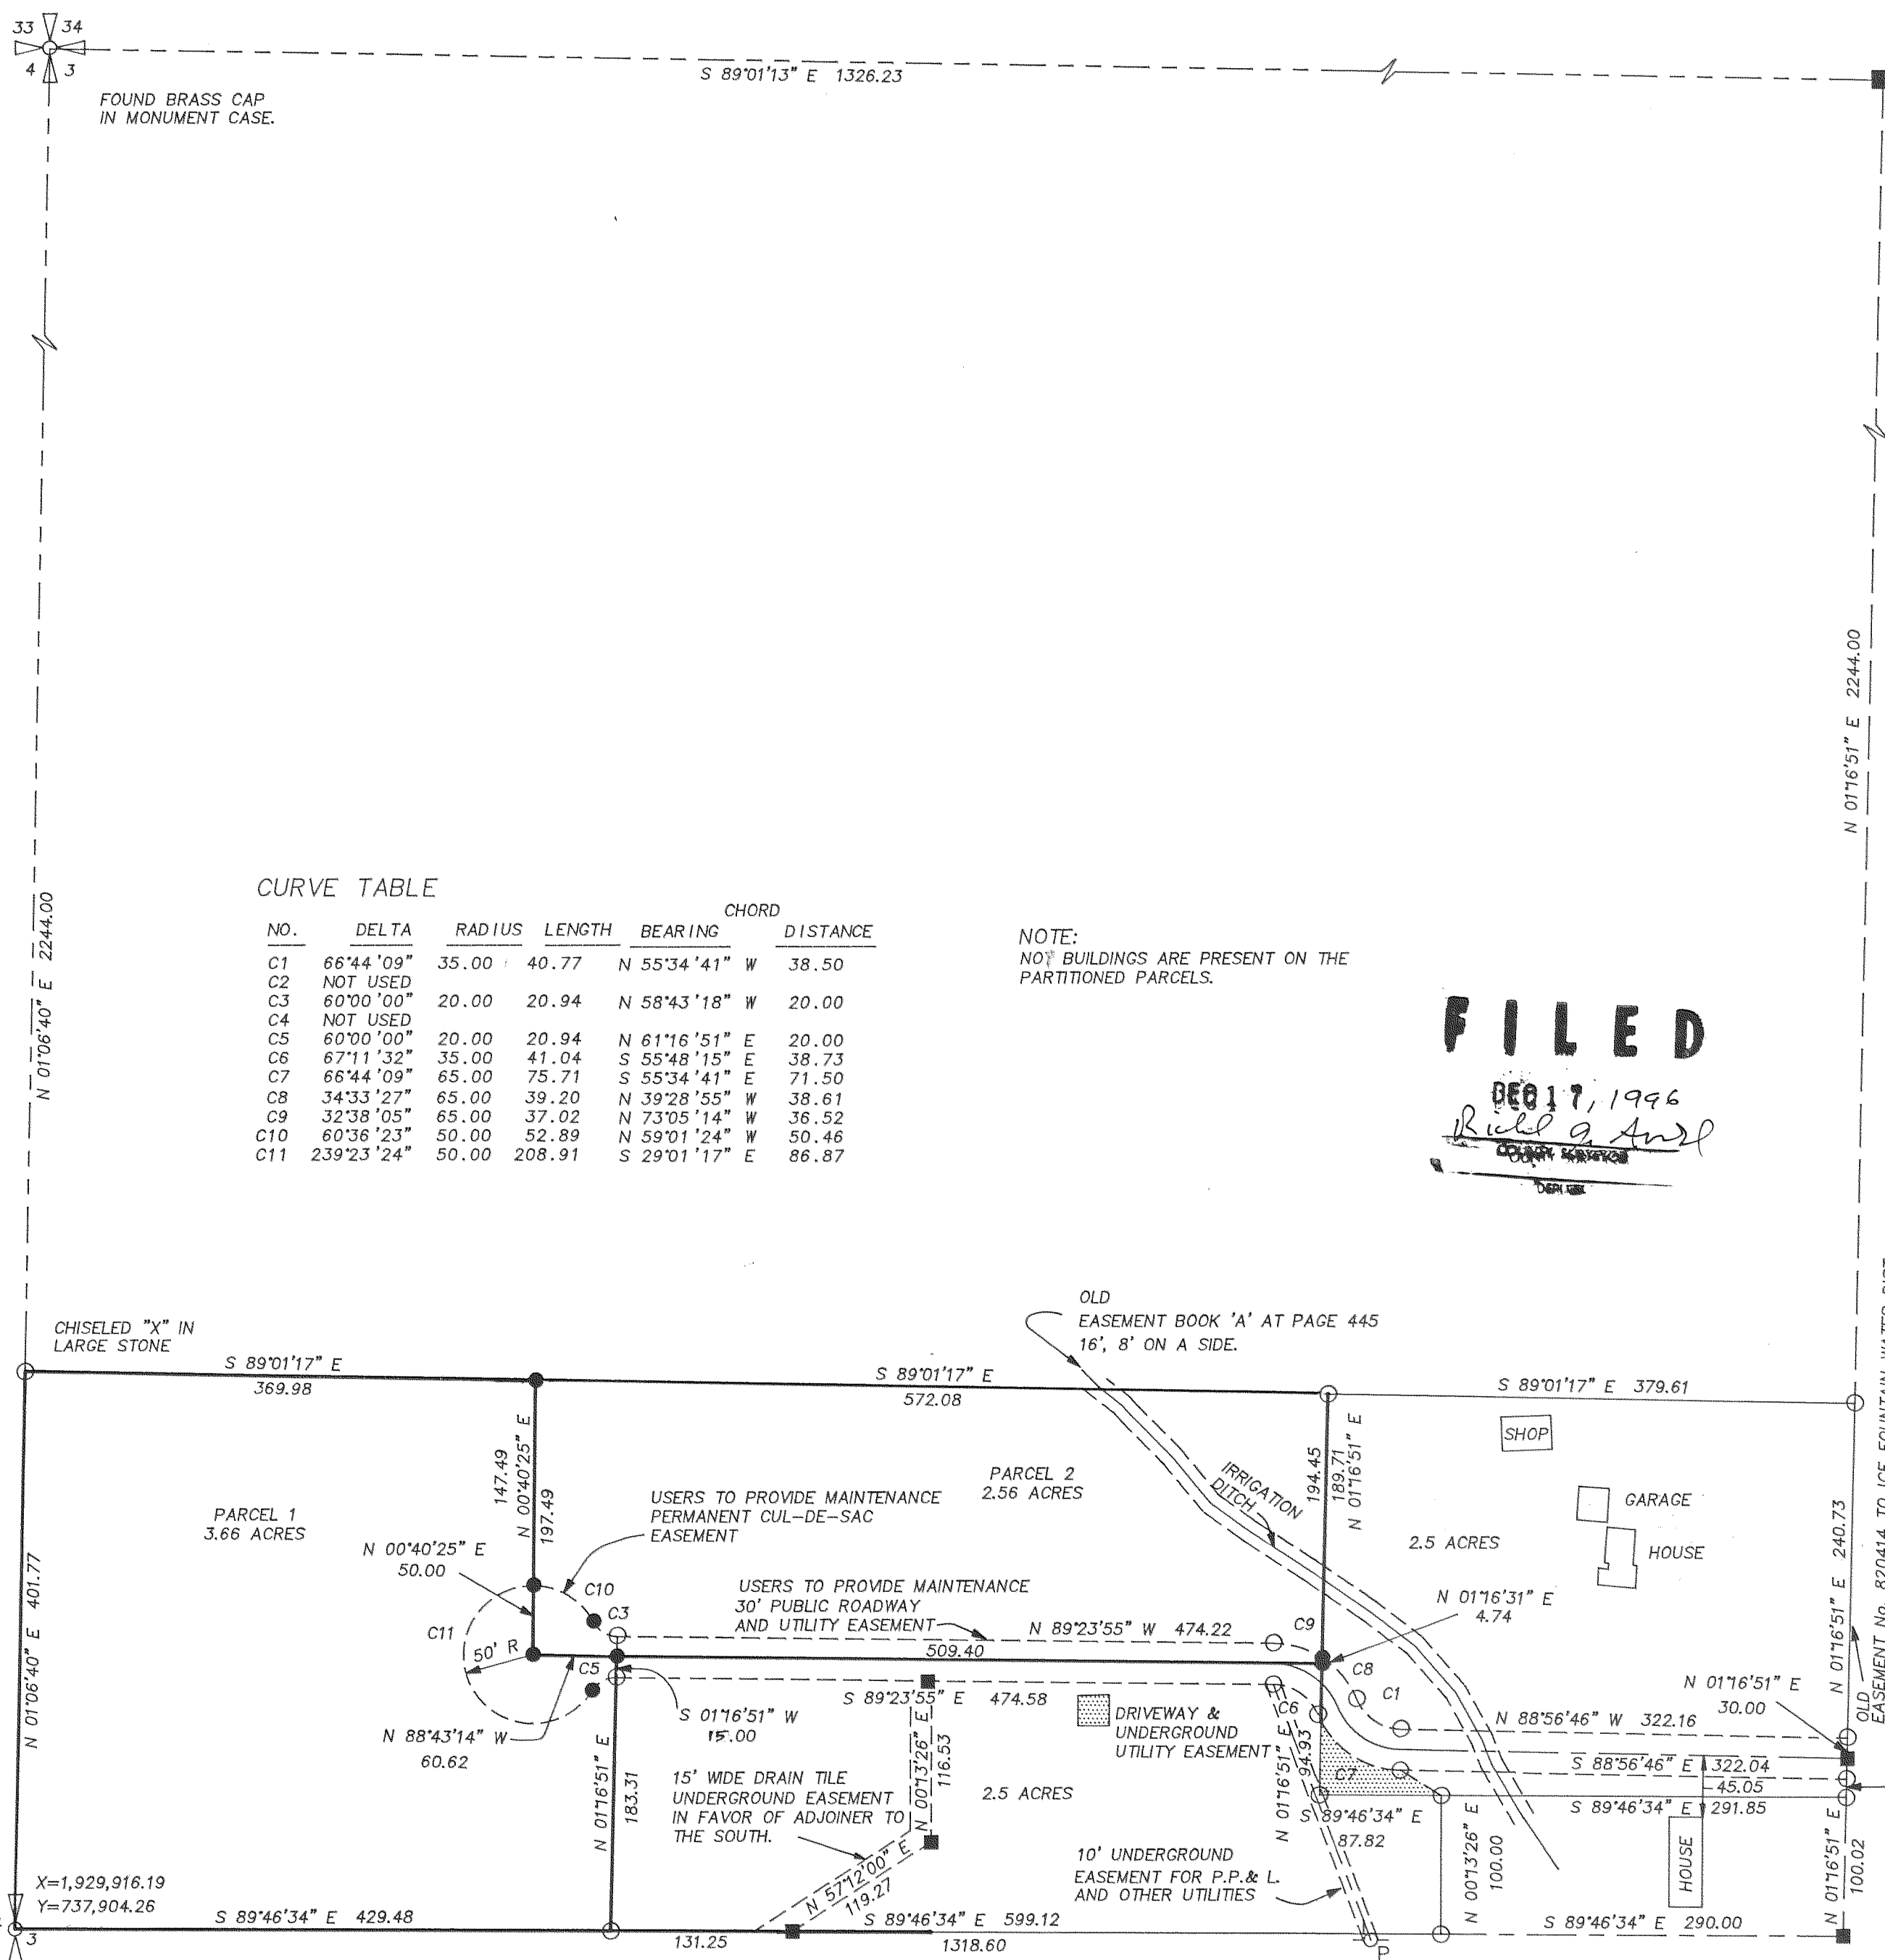 33 34
4 3
S 89°01'13" E 1326.23
FOUND BRASS CAP
IN MONUMENT CASE.
N 01°06'40" E 2244.00
N 01°16'51" E 2244.00
CURVE TABLE
CHORD
NO. DELTA RADIUS LENGTH BEARING DISTANCE
C1 66°44'09" 35.00 40.77 N 55°34'41" W 38.50
C2 NOT USED
C3 60°00'00" 20.00 20.94 N 58°43'18" W 20.00
C4 NOT USED
C5 60°00'00" 20.00 20.94 N 61°16'51" E 20.00
C6 67°11'32" 35.00 41.04 S 55°48'15" E 38.73
C7 66°44'09" 65.00 75.71 S 55°34'41" E 71.50
C8 34°33'27" 65.00 39.20 N 39°28'55" W 38.61
C9 32°38'05" 65.00 37.02 N 73°05'14" W 36.52
C10 60°36'23" 50.00 52.89 N 59°01'24" W 50.46
C11 239°23'24" 50.00 208.91 S 29°01'17" E 86.87
NOTE:
NO BUILDINGS ARE PRESENT ON THE
PARTITIONED PARCELS.
FILED
DEC 17, 1996
COUNTY SURVEYOR
OLD
EASEMENT BOOK 'A' AT PAGE 445
16', 8' ON A SIDE.
CHISELED "X" IN
LARGE STONE
S 89°01'17" E
369.98
S 89°01'17" E
572.08
S 89°01'17" E 379.61
SHOP
GARAGE
HOUSE
2.5 ACRES
IRRIGATION
DITCH
194.45
189.71
N 01°16'51" E
147.49
N 00°40'25" E
197.49
PARCEL 1
3.66 ACRES
PARCEL 2
2.56 ACRES
USERS TO PROVIDE MAINTENANCE
PERMANENT CUL-DE-SAC
EASEMENT
N 00°40'25" E
50.00
C10
C3
C11
50' R
C5
USERS TO PROVIDE MAINTENANCE
30' PUBLIC ROADWAY
AND UTILITY EASEMENT
N 89°23'55" W 474.22
509.40
C9
N 01°16'31" E
4.74
C8
C1
N 01°06'40" E 401.77
N 01°16'51" E 240.73
OLD
EASEMENT No. 820414 TO ICE FOUNTAIN WATER DIST.
N 01°16'51" E
30.00
N 88°56'46" W 322.16
S 88°56'46" E 322.04
45.05
S 89°46'34" E 291.85
S 89°23'55" E 474.58
S 01°16'51" W
15.00
N 88°43'14" W
60.62
N 01°16'51" E
183.31
N 00°13'26" E
116.53
DRIVEWAY &
UNDERGROUND
UTILITY EASEMENT
C6
C7
N 01°16'51" E
94.93
S 89°46'34" E
87.82
15' WIDE DRAIN TILE
UNDERGROUND EASEMENT
IN FAVOR OF ADJOINER TO
THE SOUTH.
2.5 ACRES
N 57°12'00" E
119.27
10' UNDERGROUND
EASEMENT FOR P.P.& L.
AND OTHER UTILITIES
N 00°13'26" E
100.00
HOUSE
N 01°16'51" E
100.02
X=1,929,916.19
Y=737,904.26
3
S 89°46'34" E 429.48
131.25
S 89°46'34" E 599.12
1318.60
P
S 89°46'34" E 290.00